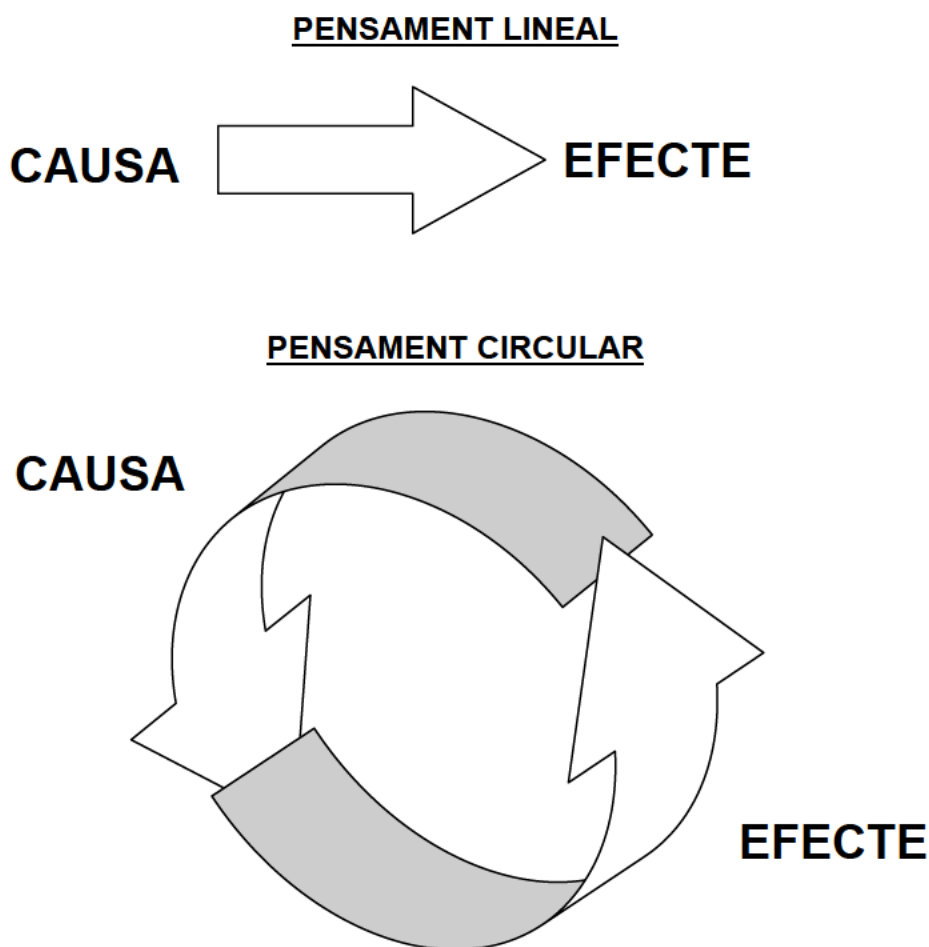 PENSAMENT LINEAL
CAUSA
EFECTE
PENSAMENT CIRCULAR
CAUSA
EFECTE